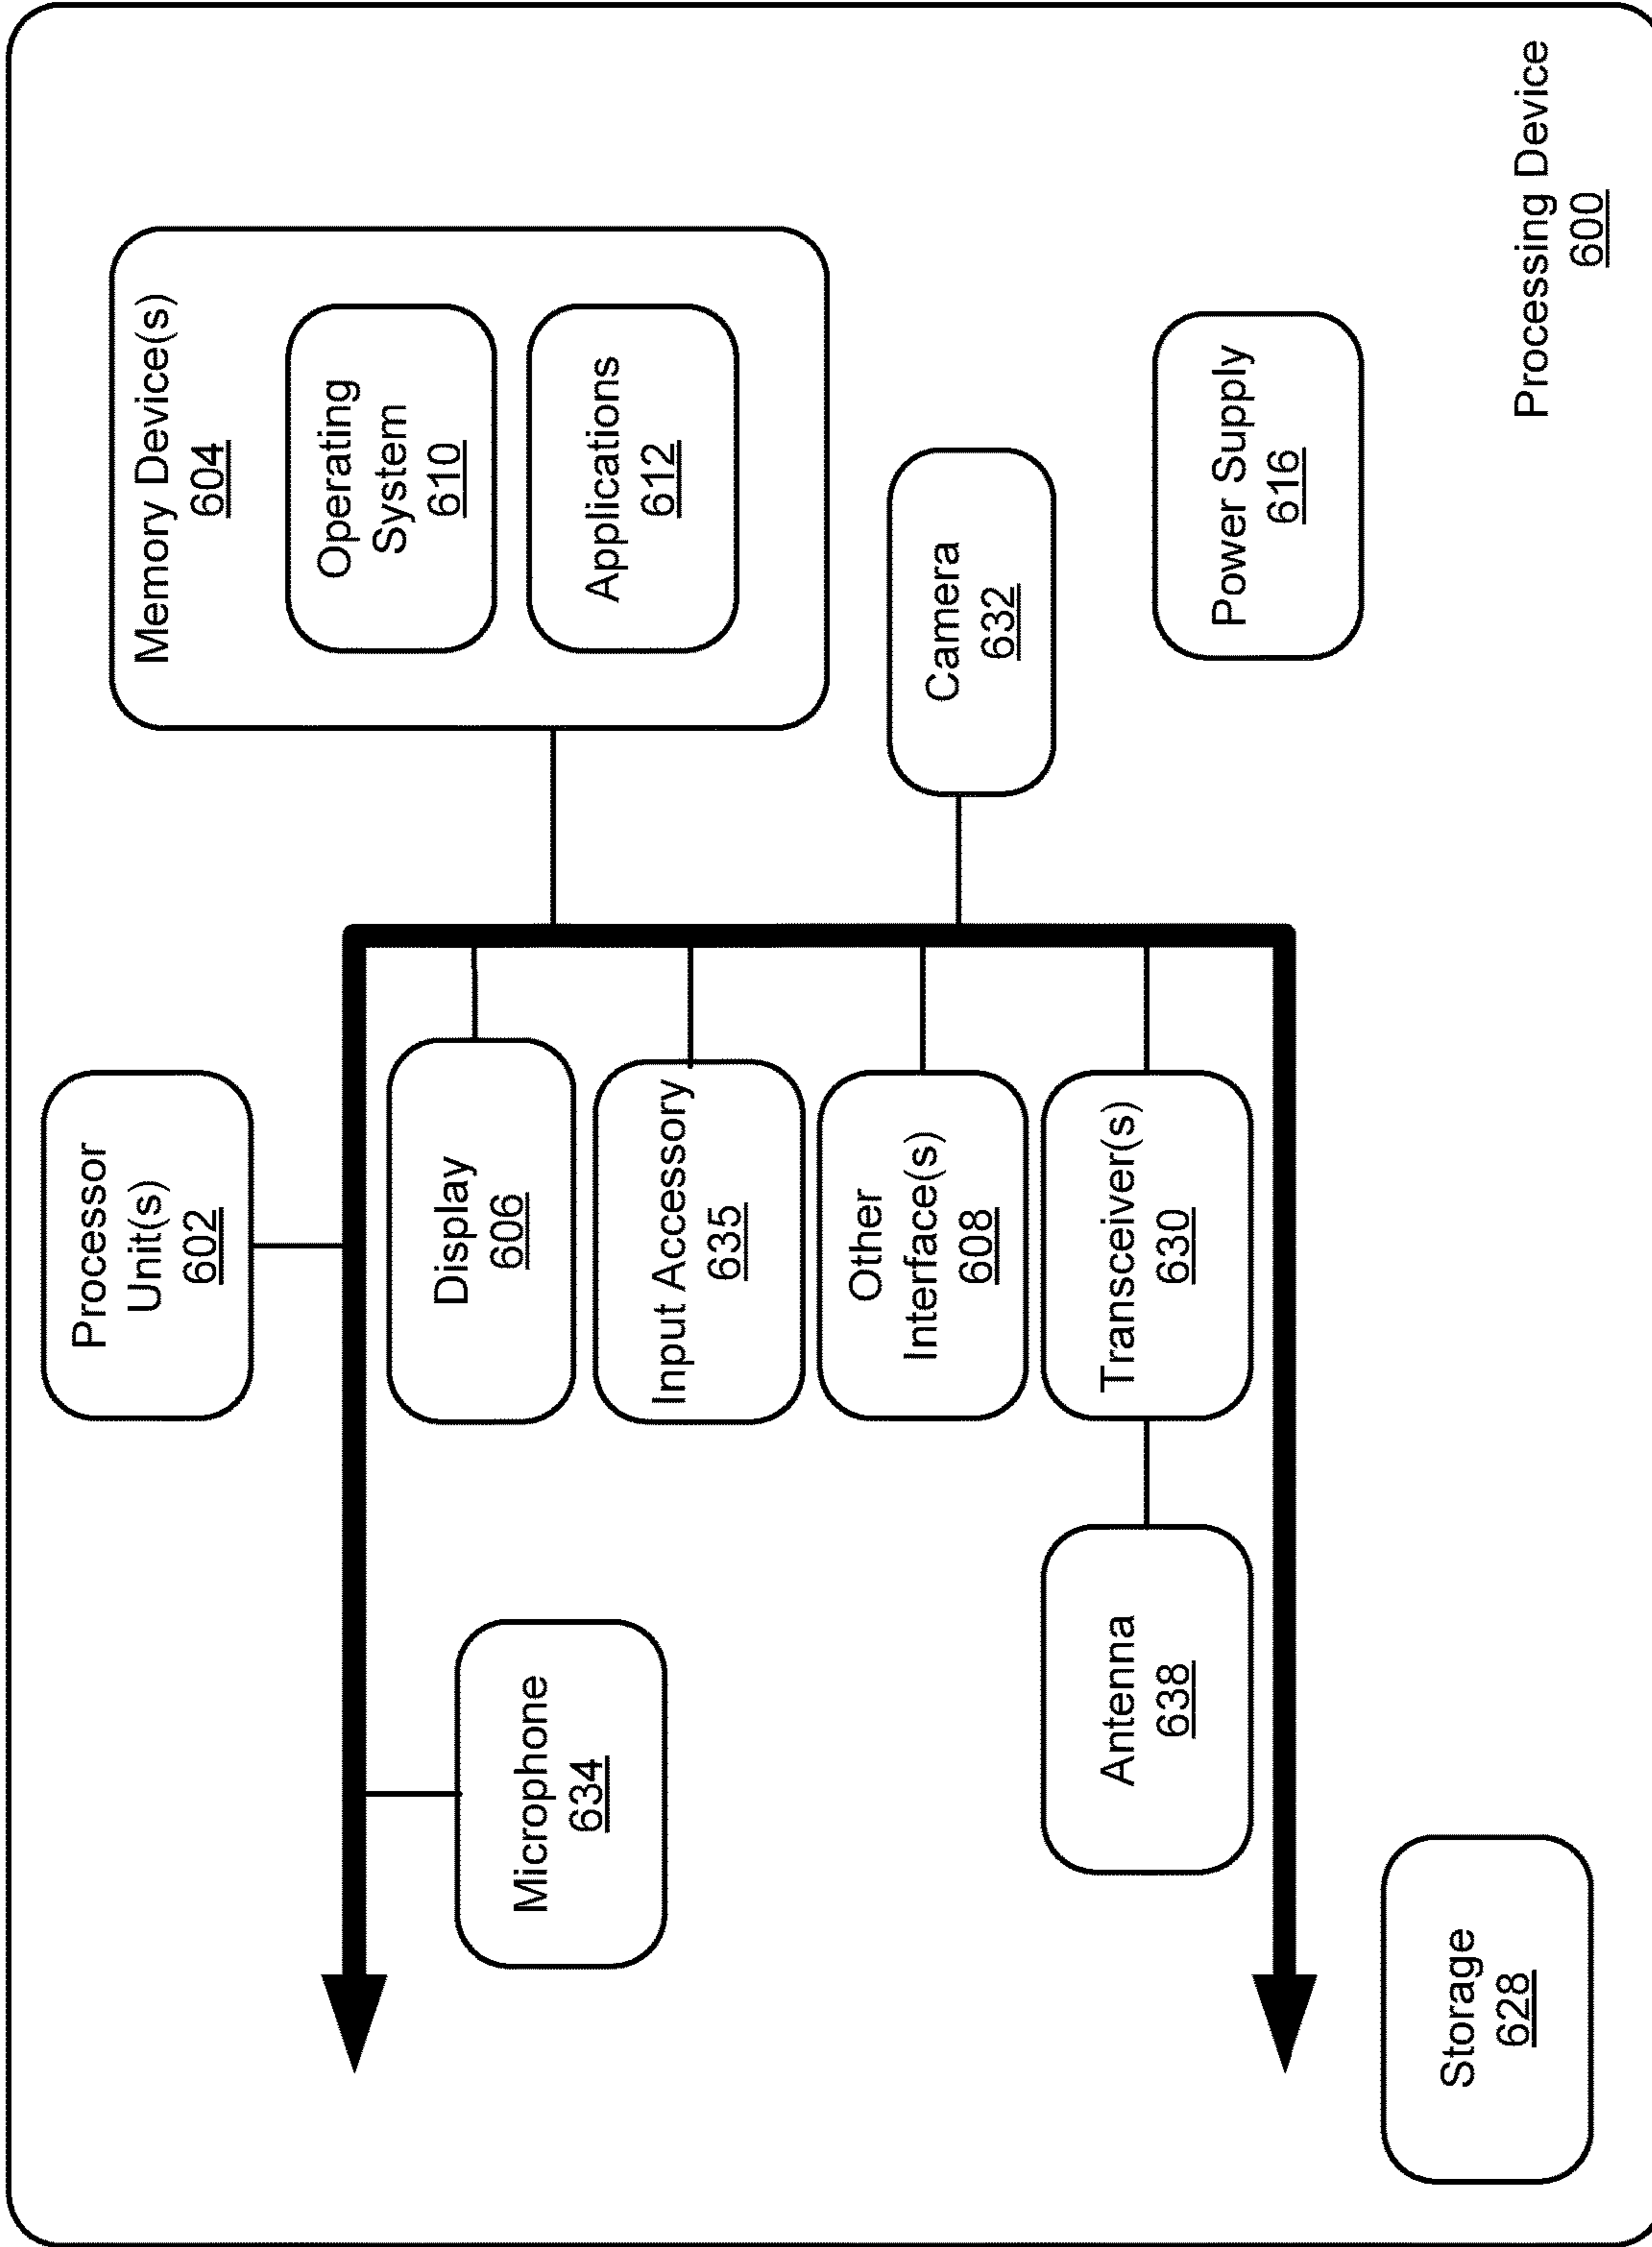 Processor
Unit(s)
602
Memory Device(s)
604
Operating
System
610
Display
606
Microphone
634
Applications
612
Input Accessory
635
Other
Interface(s)
608
Camera
632
Antenna
638
Transceiver(s)
630
Power Supply
616
Storage
628
Processing Device
600